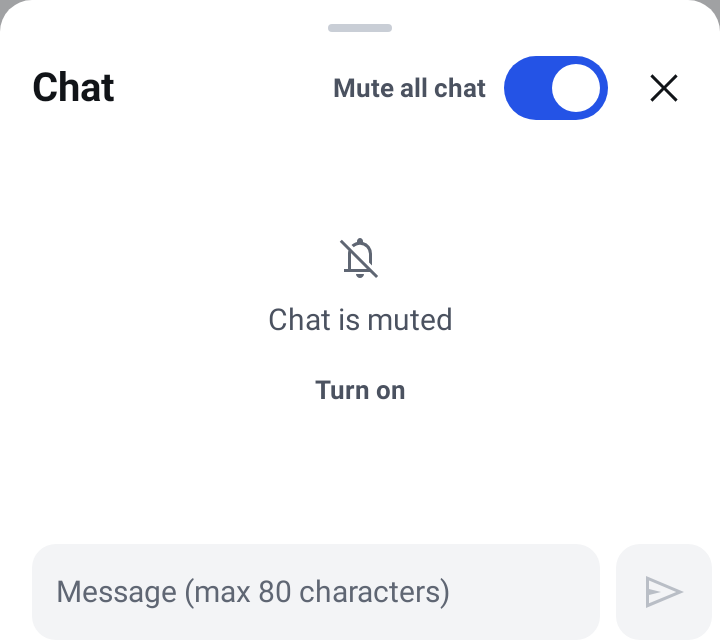 Chat
Mute all chat
Chat is muted
Turn on
Message (max 80 characters)